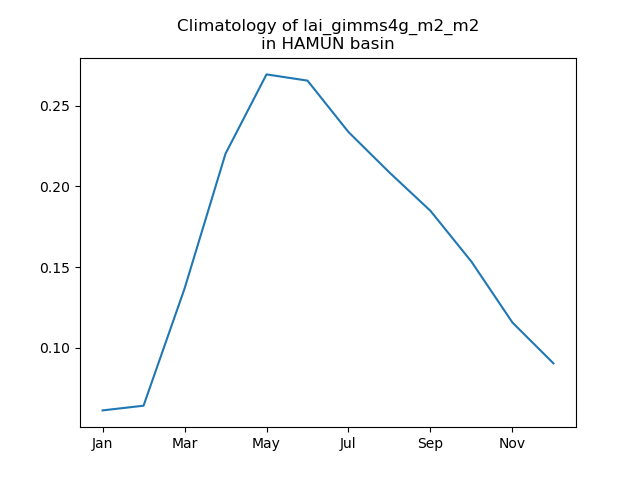 Climatology of lai_gimms4g_m2_m2
in HAMUN basin
0.25
0.20
0.15
0.10
Jan
Mar
May
Jul
Sep
Nov